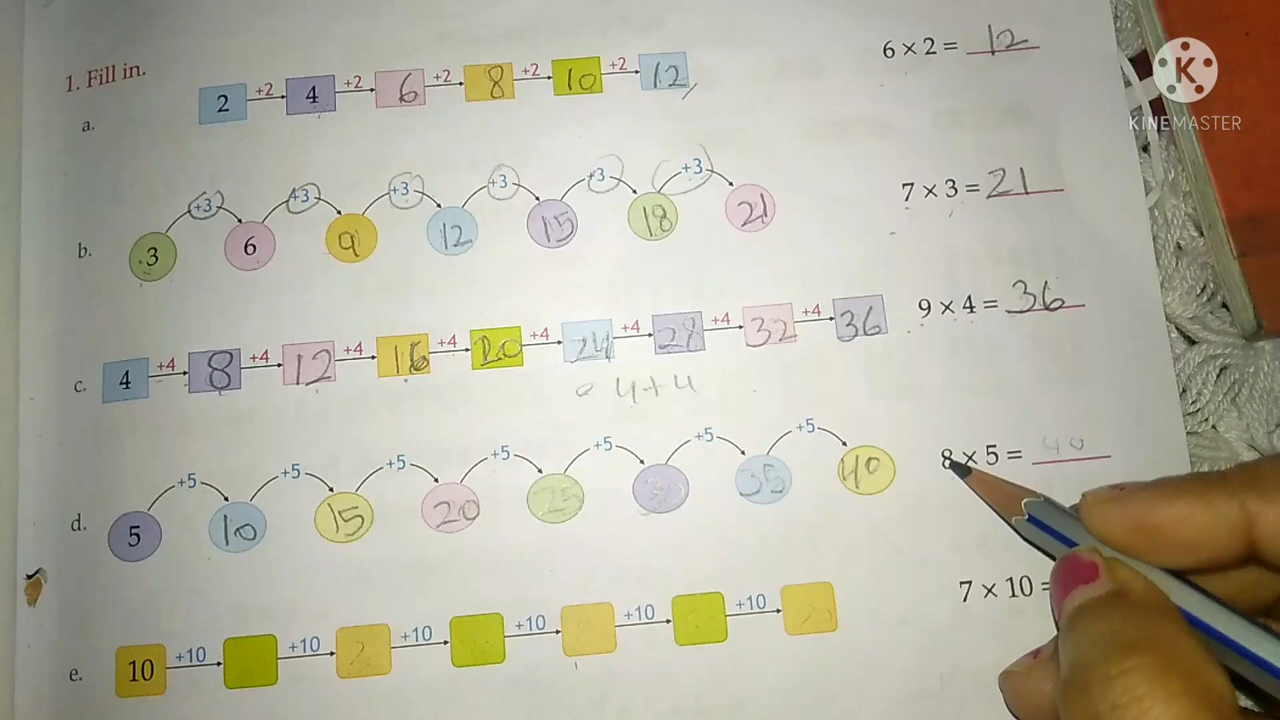 1. Fill in.
a. 2 +2 4 +2 6 +2 8 +2 10 +2 12 6 × 2 = 12
b. +3 +3 +3 +3 +3 +3
3 6 9 12 15 18 21 7 × 3 = 21
c. 4 +4 8 +4 12 +4 16 +4 20 +4 24 +4 28 +4 32 +4 36 9 × 4 = 36
4+4
d. +5 +5 +5 +5 +5 +5 +5
5 10 15 20 25 30 35 40 8 × 5 = 40
e. 10 +10 +10 +10 +10 +10 +10 7 × 10 =
K
KINEMASTER